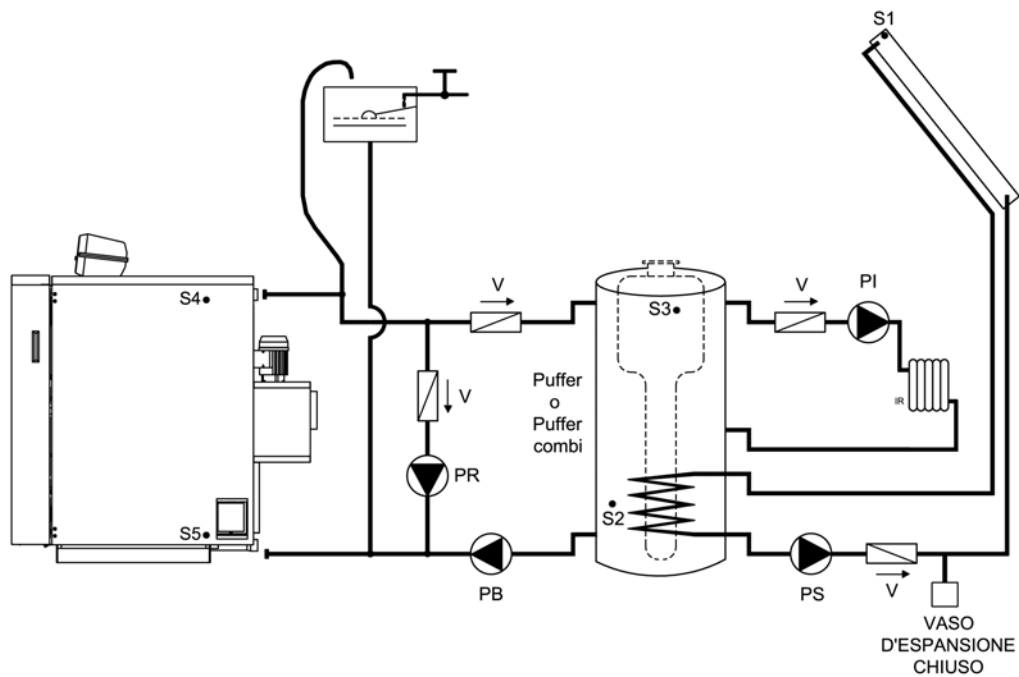 S1
S4
V
S3
V
PI
Puffer
o
Puffer
combi
V
IR
PR
S2
S5
PB
PS
V
VASO
D'ESPANSIONE
CHIUSO